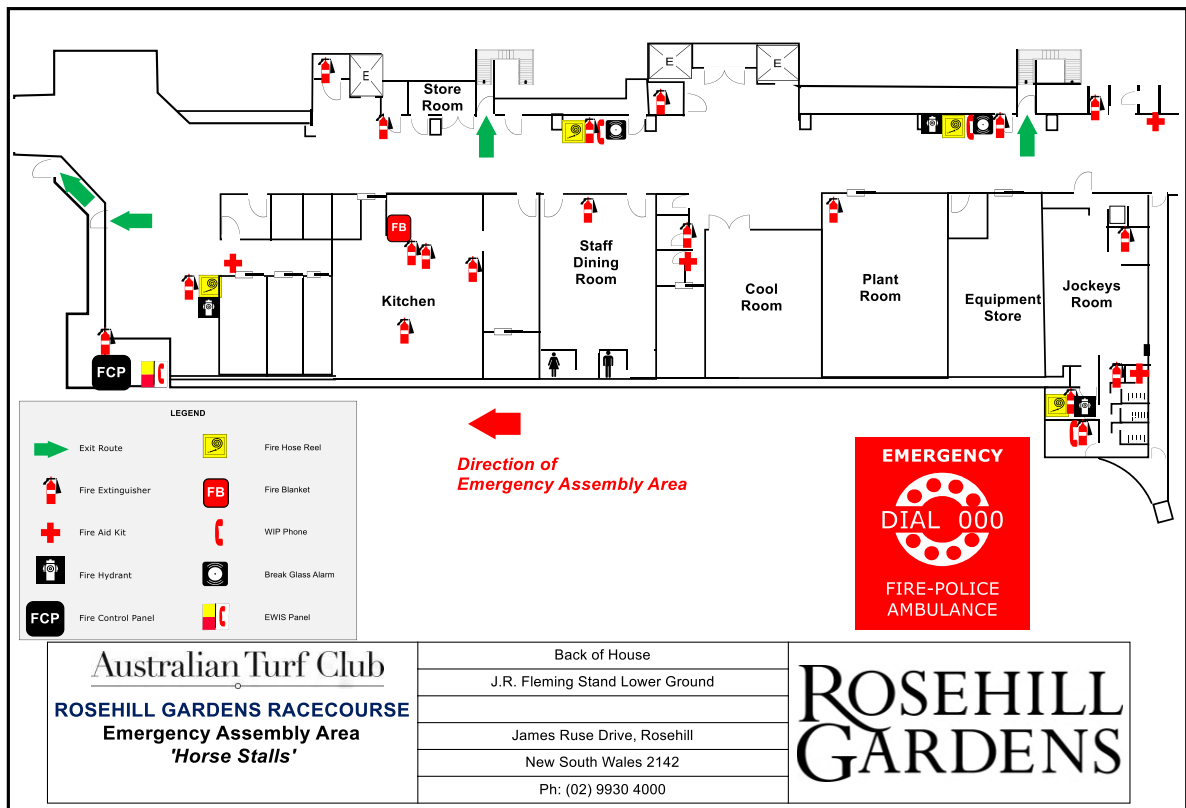 E
E
E
Store
Room
FB
Kitchen
Staff
Dining
Room
Cool
Room
Plant
Room
Equipment
Store
Jockeys
Room
FCP
LEGEND
Exit Route
Fire Hose Reel
Fire Extinguisher
FB
Fire Blanket
Fire Aid Kit
WIP Phone
Fire Hydrant
Break Glass Alarm
FCP
Fire Control Panel
EWIS Panel
Direction of
Emergency Assembly Area
EMERGENCY
DIAL 000
FIRE-POLICE
AMBULANCE
Australian Turf Club
ROSEHILL GARDENS RACECOURSE
Emergency Assembly Area
'Horse Stalls'
Back of House
J.R. Fleming Stand Lower Ground
James Ruse Drive, Rosehill
New South Wales 2142
Ph: (02) 9930 4000
ROSEHILL
GARDENS